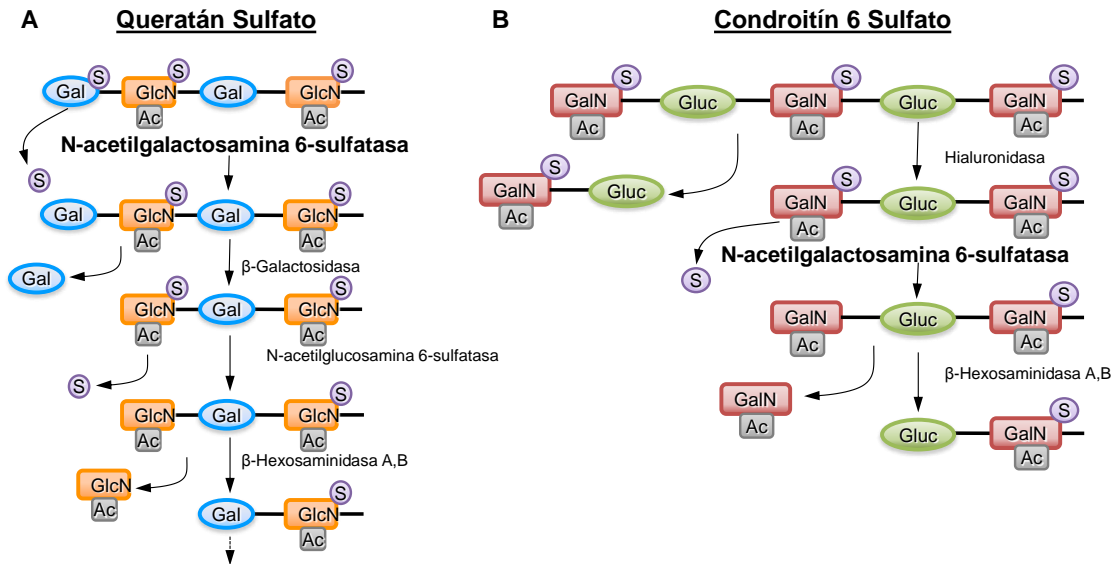 A
Queratán Sulfato
S
S
S
Gal
GlcN
Gal
GlcN
Ac
Ac
N-acetilgalactosamina 6-sulfatasa
S
S
S
Gal
GlcN
Gal
GlcN
Ac
Ac
β-Galactosidasa
Gal
S
S
GlcN
Gal
GlcN
Ac
Ac
N-acetilglucosamina 6-sulfatasa
S
S
GlcN
Gal
GlcN
Ac
Ac
β-Hexosaminidasa A,B
GlcN
Ac
S
Gal
GlcN
Ac
B
Condroitín 6 Sulfato
S
S
S
GalN
Gluc
GalN
Gluc
GalN
Ac
Ac
Ac
Hialuronidasa
S
GalN
Gluc
Ac
S
S
GalN
Gluc
GalN
Ac
Ac
N-acetilgalactosamina 6-sulfatasa
S
S
GalN
Gluc
GalN
Ac
Ac
β-Hexosaminidasa A,B
GalN
Ac
S
Gluc
GalN
Ac